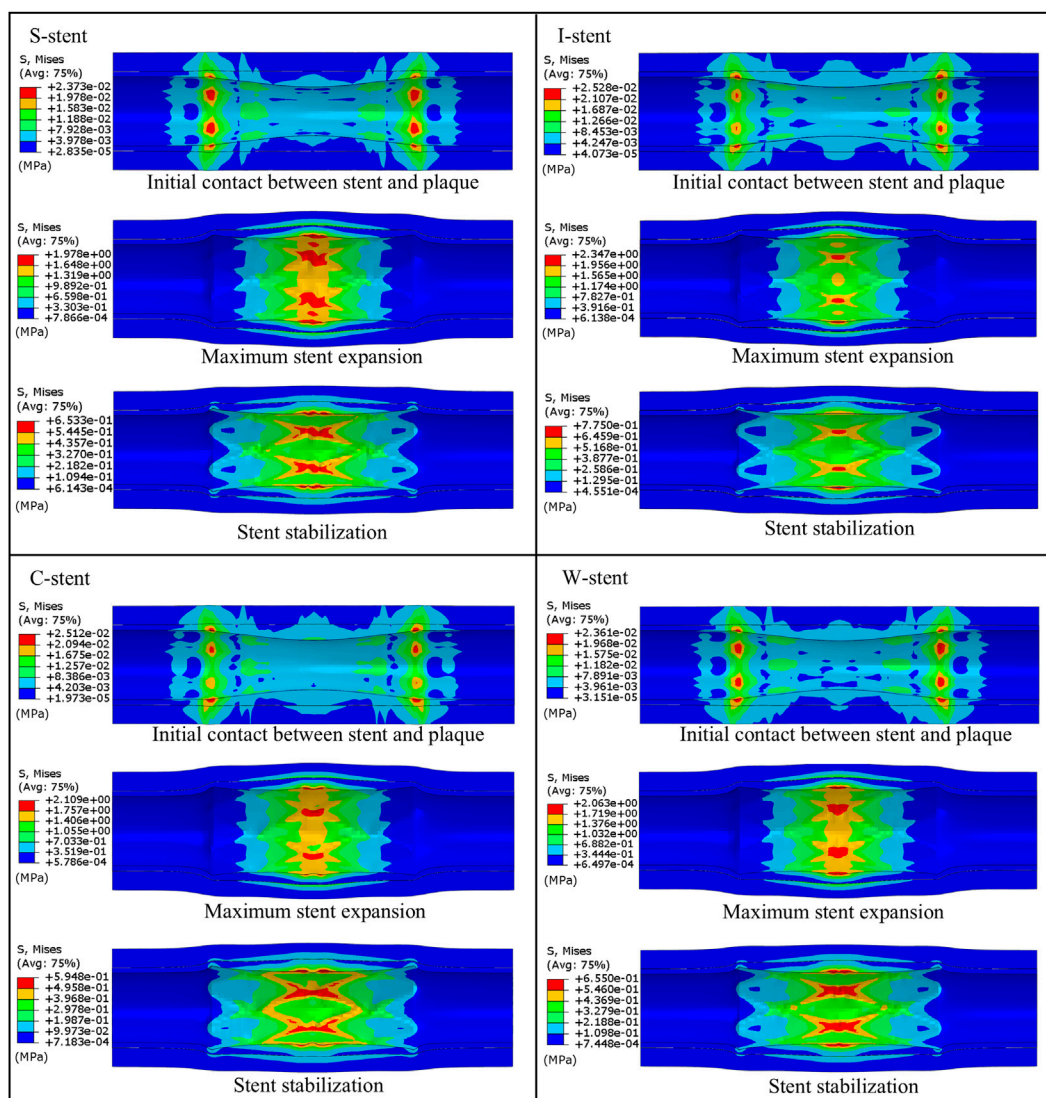 S-stent
S, Mises
(Avg: 75%)
+2.373e-02
+1.978e-02
+1.583e-02
+1.188e-02
+7.928e-03
+3.978e-03
+2.835e-05
(MPa)
Initial contact between stent and plaque
S, Mises
(Avg: 75%)
+1.978e+00
+1.648e+00
+1.319e+00
+9.892e-01
+6.598e-01
+3.303e-01
+7.866e-04
(MPa)
Maximum stent expansion
S, Mises
(Avg: 75%)
+6.533e-01
+5.445e-01
+4.357e-01
+3.270e-01
+2.182e-01
+1.094e-01
+6.143e-04
(MPa)
Stent stabilization
I-stent
S, Mises
(Avg: 75%)
+2.528e-02
+2.107e-02
+1.687e-02
+1.266e-02
+8.453e-03
+4.247e-03
+4.073e-05
(MPa)
Initial contact between stent and plaque
S, Mises
(Avg: 75%)
+2.347e+00
+1.956e+00
+1.565e+00
+1.174e+00
+7.827e-01
+3.916e-01
+6.138e-04
(MPa)
Maximum stent expansion
S, Mises
(Avg: 75%)
+7.750e-01
+6.459e-01
+5.168e-01
+3.877e-01
+2.586e-01
+1.295e-01
+4.551e-04
(MPa)
Stent stabilization
C-stent
S, Mises
(Avg: 75%)
+2.512e-02
+2.094e-02
+1.675e-02
+1.257e-02
+8.386e-03
+4.203e-03
+1.973e-05
(MPa)
Initial contact between stent and plaque
S, Mises
(Avg: 75%)
+2.109e+00
+1.757e+00
+1.406e+00
+1.055e+00
+7.033e-01
+3.519e-01
+5.786e-04
(MPa)
Maximum stent expansion
S, Mises
(Avg: 75%)
+5.948e-01
+4.958e-01
+3.968e-01
+2.978e-01
+1.987e-01
+9.973e-02
+7.183e-04
(MPa)
Stent stabilization
W-stent
S, Mises
(Avg: 75%)
+2.361e-02
+1.968e-02
+1.575e-02
+1.182e-02
+7.891e-03
+3.961e-03
+3.151e-05
(MPa)
Initial contact between stent and plaque
S, Mises
(Avg: 75%)
+2.063e+00
+1.719e+00
+1.376e+00
+1.032e+00
+6.882e-01
+3.444e-01
+6.497e-04
(MPa)
Maximum stent expansion
S, Mises
(Avg: 75%)
+6.550e-01
+5.460e-01
+4.369e-01
+3.279e-01
+2.188e-01
+1.098e-01
+7.448e-04
(MPa)
Stent stabilization